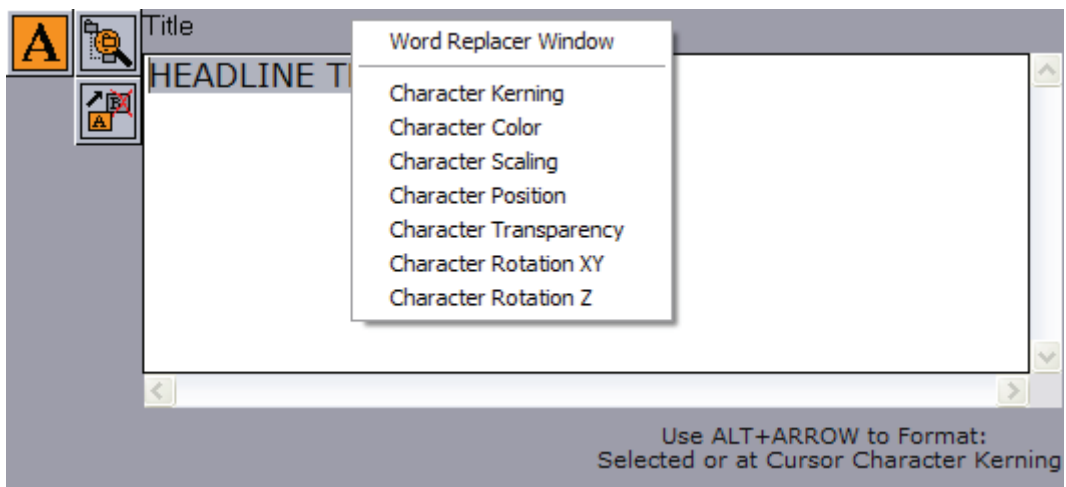 A
Title
Word Replacer Window
HEADLINE T
Character Kerning
A B
Character Color
Character Scaling
Character Position
Character Transparency
Character Rotation XY
Character Rotation Z
Use ALT+ARROW to Format:
Selected or at Cursor Character Kerning